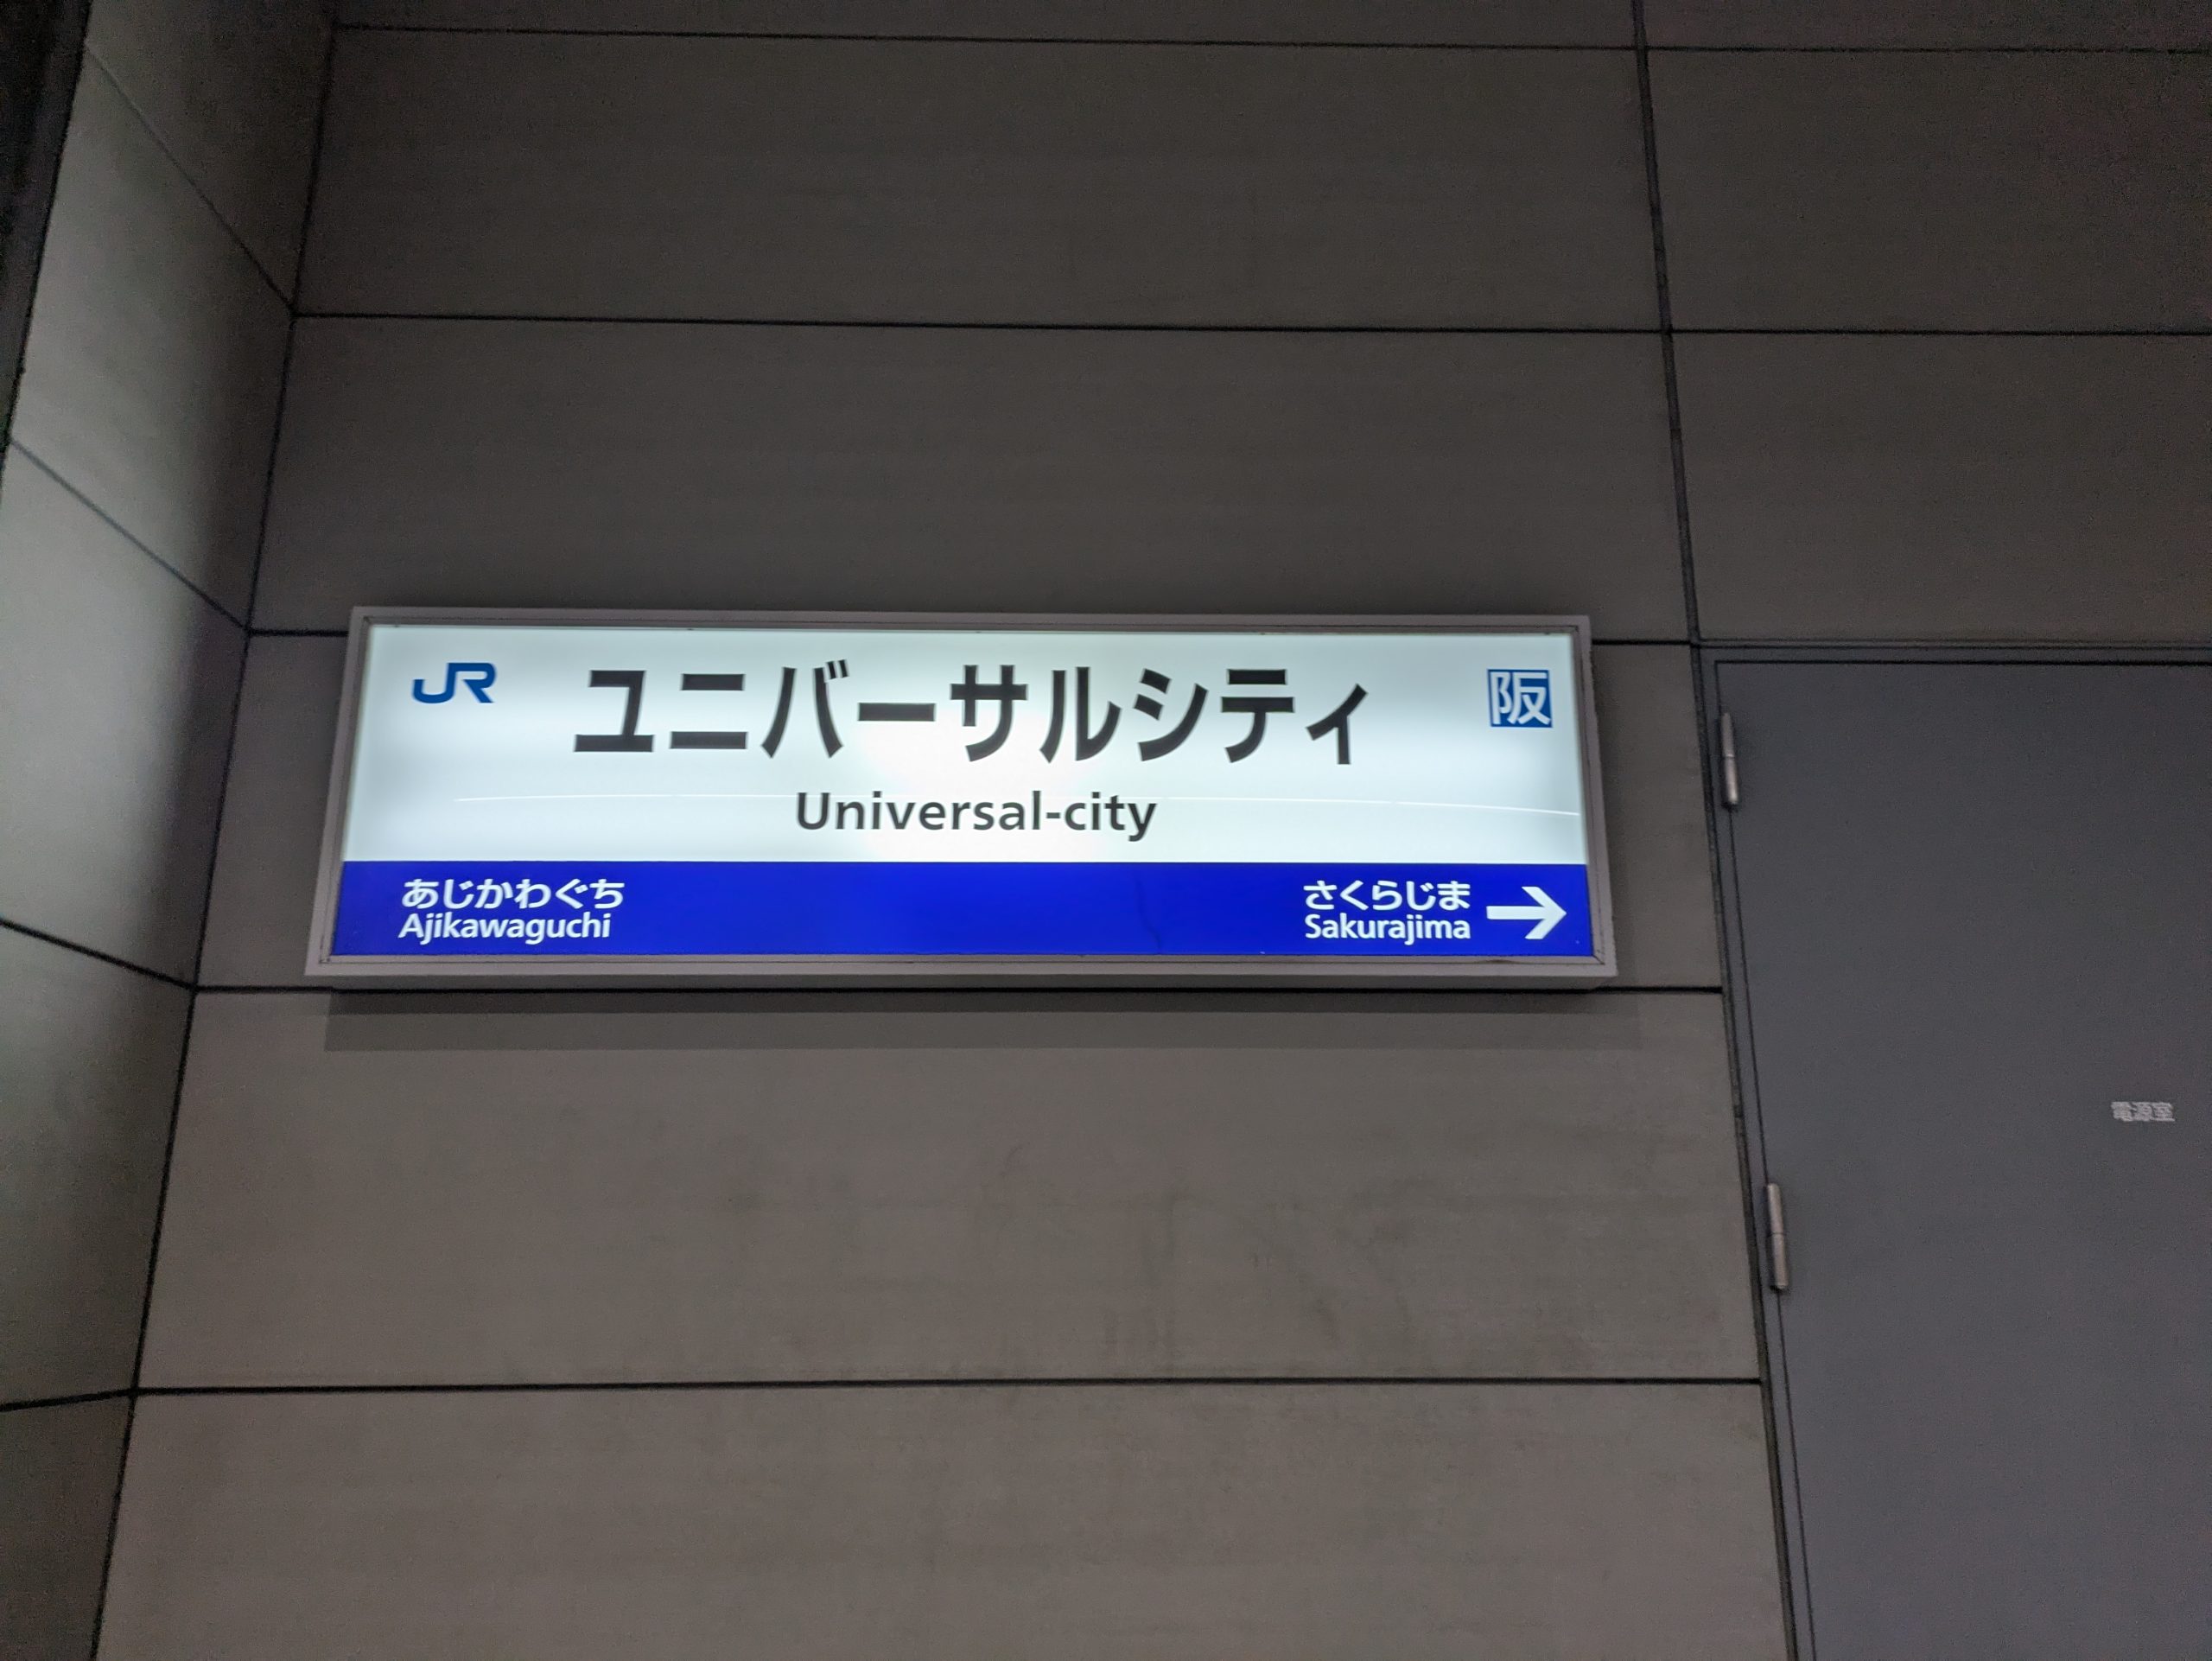 JR
ユニバーサルシティ
阪
Universal-city
あじかわぐち
Ajikawaguchi
さくらじま
Sakurajima
→
電源室